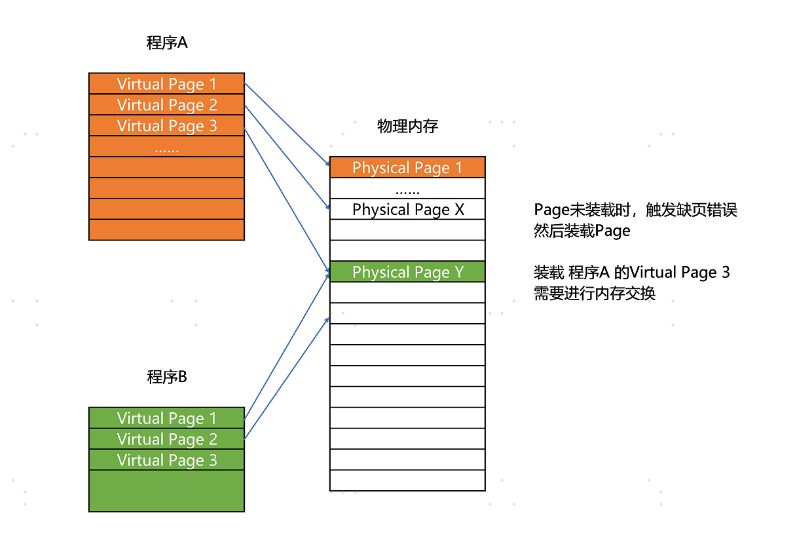 程序A
Virtual Page 1
Virtual Page 2
Virtual Page 3
......
物理内存
Physical Page 1
......
Physical Page X
Physical Page Y
Page未装载时，触发缺页错误
然后装载Page
装载 程序A 的Virtual Page 3
需要进行内存交换
程序B
Virtual Page 1
Virtual Page 2
Virtual Page 3